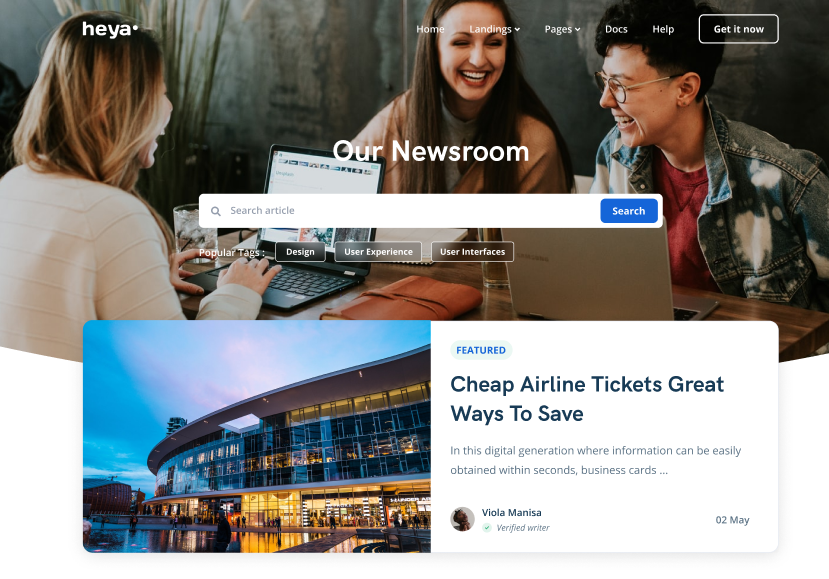 heya
Home Landings Pages Docs Help Get it now
Our Newsroom
Search article Search
Popular Tags : Design User Experience User Interfaces
FEATURED
Cheap Airline Tickets Great
Ways To Save
In this digital generation where information can be easily
obtained within seconds, business cards ...
Viola Manisa
Verified writer
02 May